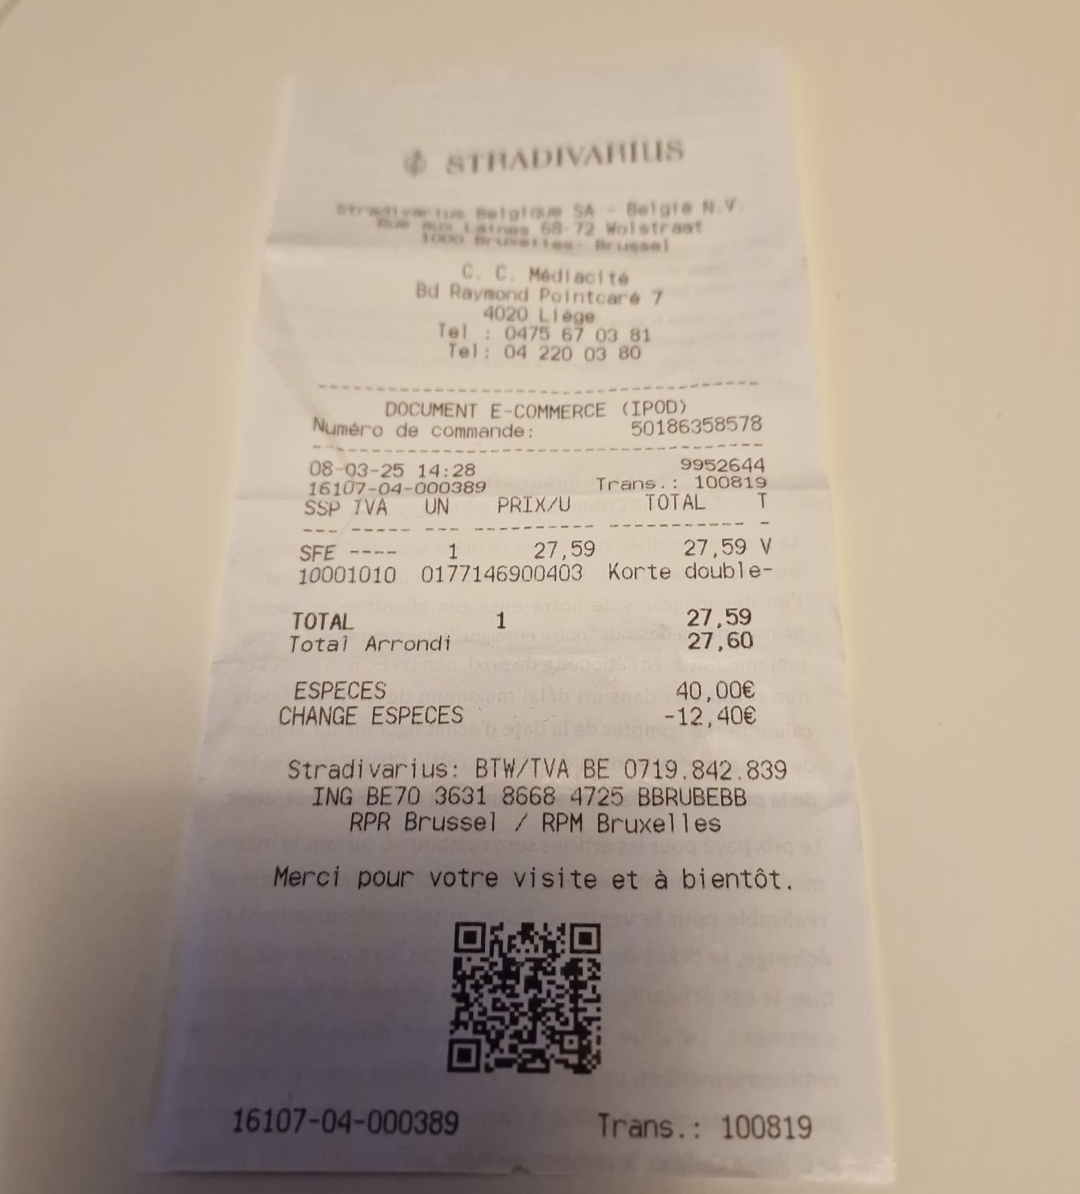 STRADIVARIUS
Stradivarius Belgique SA - België N.V.
Rue aux Laines 68-72 Wolstraat
1000 Bruxelles- Brussel
C. C. Médiacité
Bd Raymond Pointcaré 7
4020 Liège
Tel : 0475 67 03 81
Tel: 04 220 03 80
DOCUMENT E-COMMERCE (IPOD)
Numéro de commande: 50186358578
08-03-25 14:28 9952644
16107-04-000389 Trans.: 100819
SSP TVA UN PRIX/U TOTAL T
--- ----- --- -------- ----------- -
SFE ---- 1 27,59 27,59 V
10001010 0177146900403 Korte double-
TOTAL 1 27,59
Total Arrondi 27,60
ESPECES 40,00€
CHANGE ESPECES -12,40€
Stradivarius: BTW/TVA BE 0719.842.839
ING BE70 3631 8668 4725 BBRUBEBB
RPR Brussel / RPM Bruxelles
Merci pour votre visite et à bientôt.
16107-04-000389 Trans.: 100819